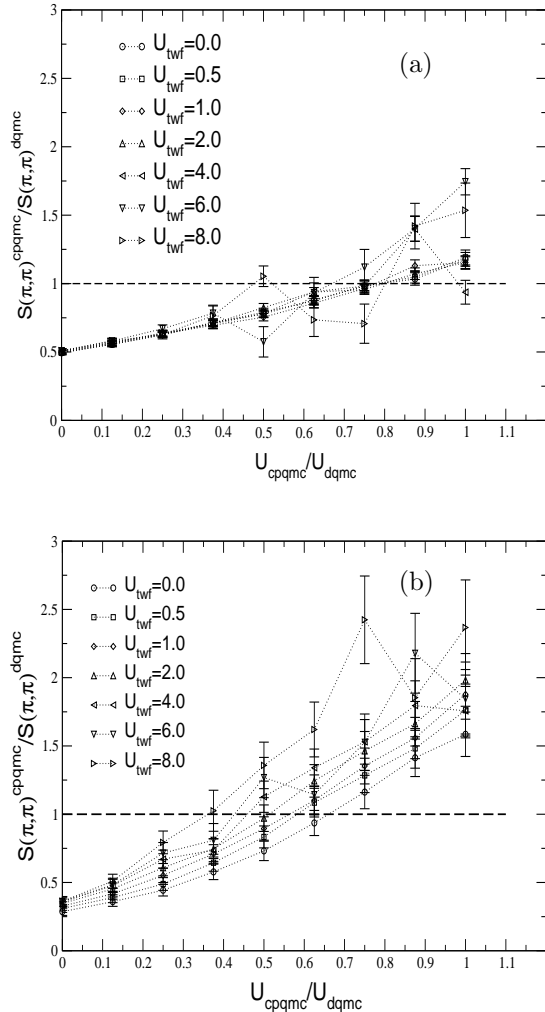 (a)
U_twf=0.0
U_twf=0.5
U_twf=1.0
U_twf=2.0
U_twf=4.0
U_twf=6.0
U_twf=8.0
S(π,π)^cpqmc/S(π,π)^dqmc
3
2.5
2
1.5
1
0.5
0
0 0.1 0.2 0.3 0.4 0.5 0.6 0.7 0.8 0.9 1 1.1
U_cpqmc/U_dqmc
(b)
U_twf=0.0
U_twf=0.5
U_twf=1.0
U_twf=2.0
U_twf=4.0
U_twf=6.0
U_twf=8.0
S(π,π)^cpqmc/S(π,π)^dqmc
3
2.5
2
1.5
1
0.5
0
0 0.1 0.2 0.3 0.4 0.5 0.6 0.7 0.8 0.9 1 1.1
U_cpqmc/U_dqmc